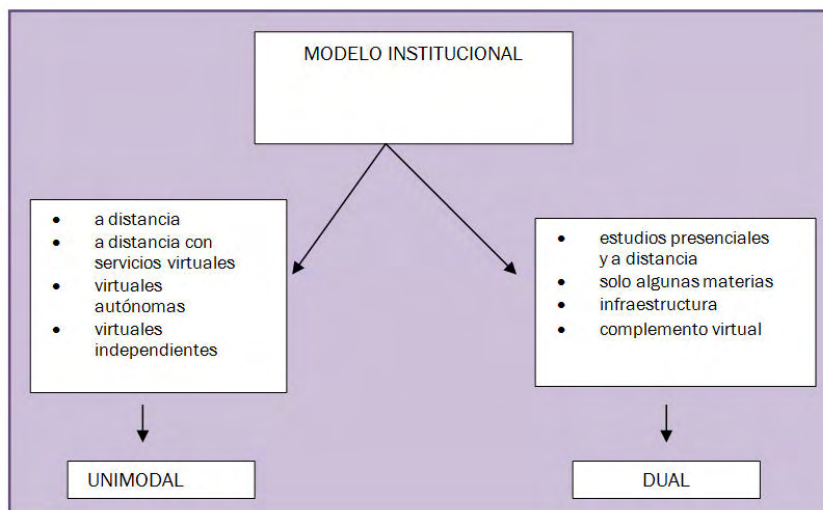 MODELO INSTITUCIONAL
• a distancia
• a distancia con
servicios virtuales
• virtuales
autónomas
• virtuales
independientes
• estudios presenciales
y a distancia
• solo algunas materias
• infraestructura
• complemento virtual
UNIMODAL
DUAL